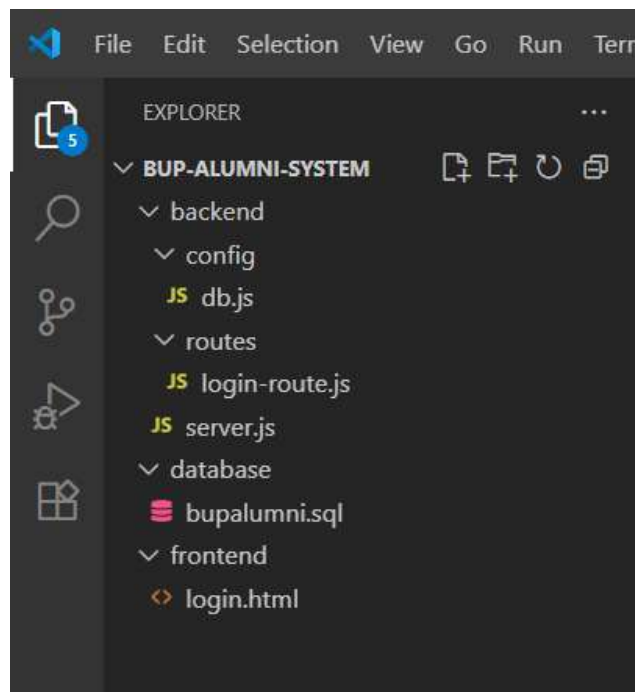 File Edit Selection View Go Run Terr
EXPLORER
BUP-ALUMNI-SYSTEM
5
backend
config
JS db.js
routes
JS login-route.js
JS server.js
database
bupalumni.sql
frontend
<> login.html